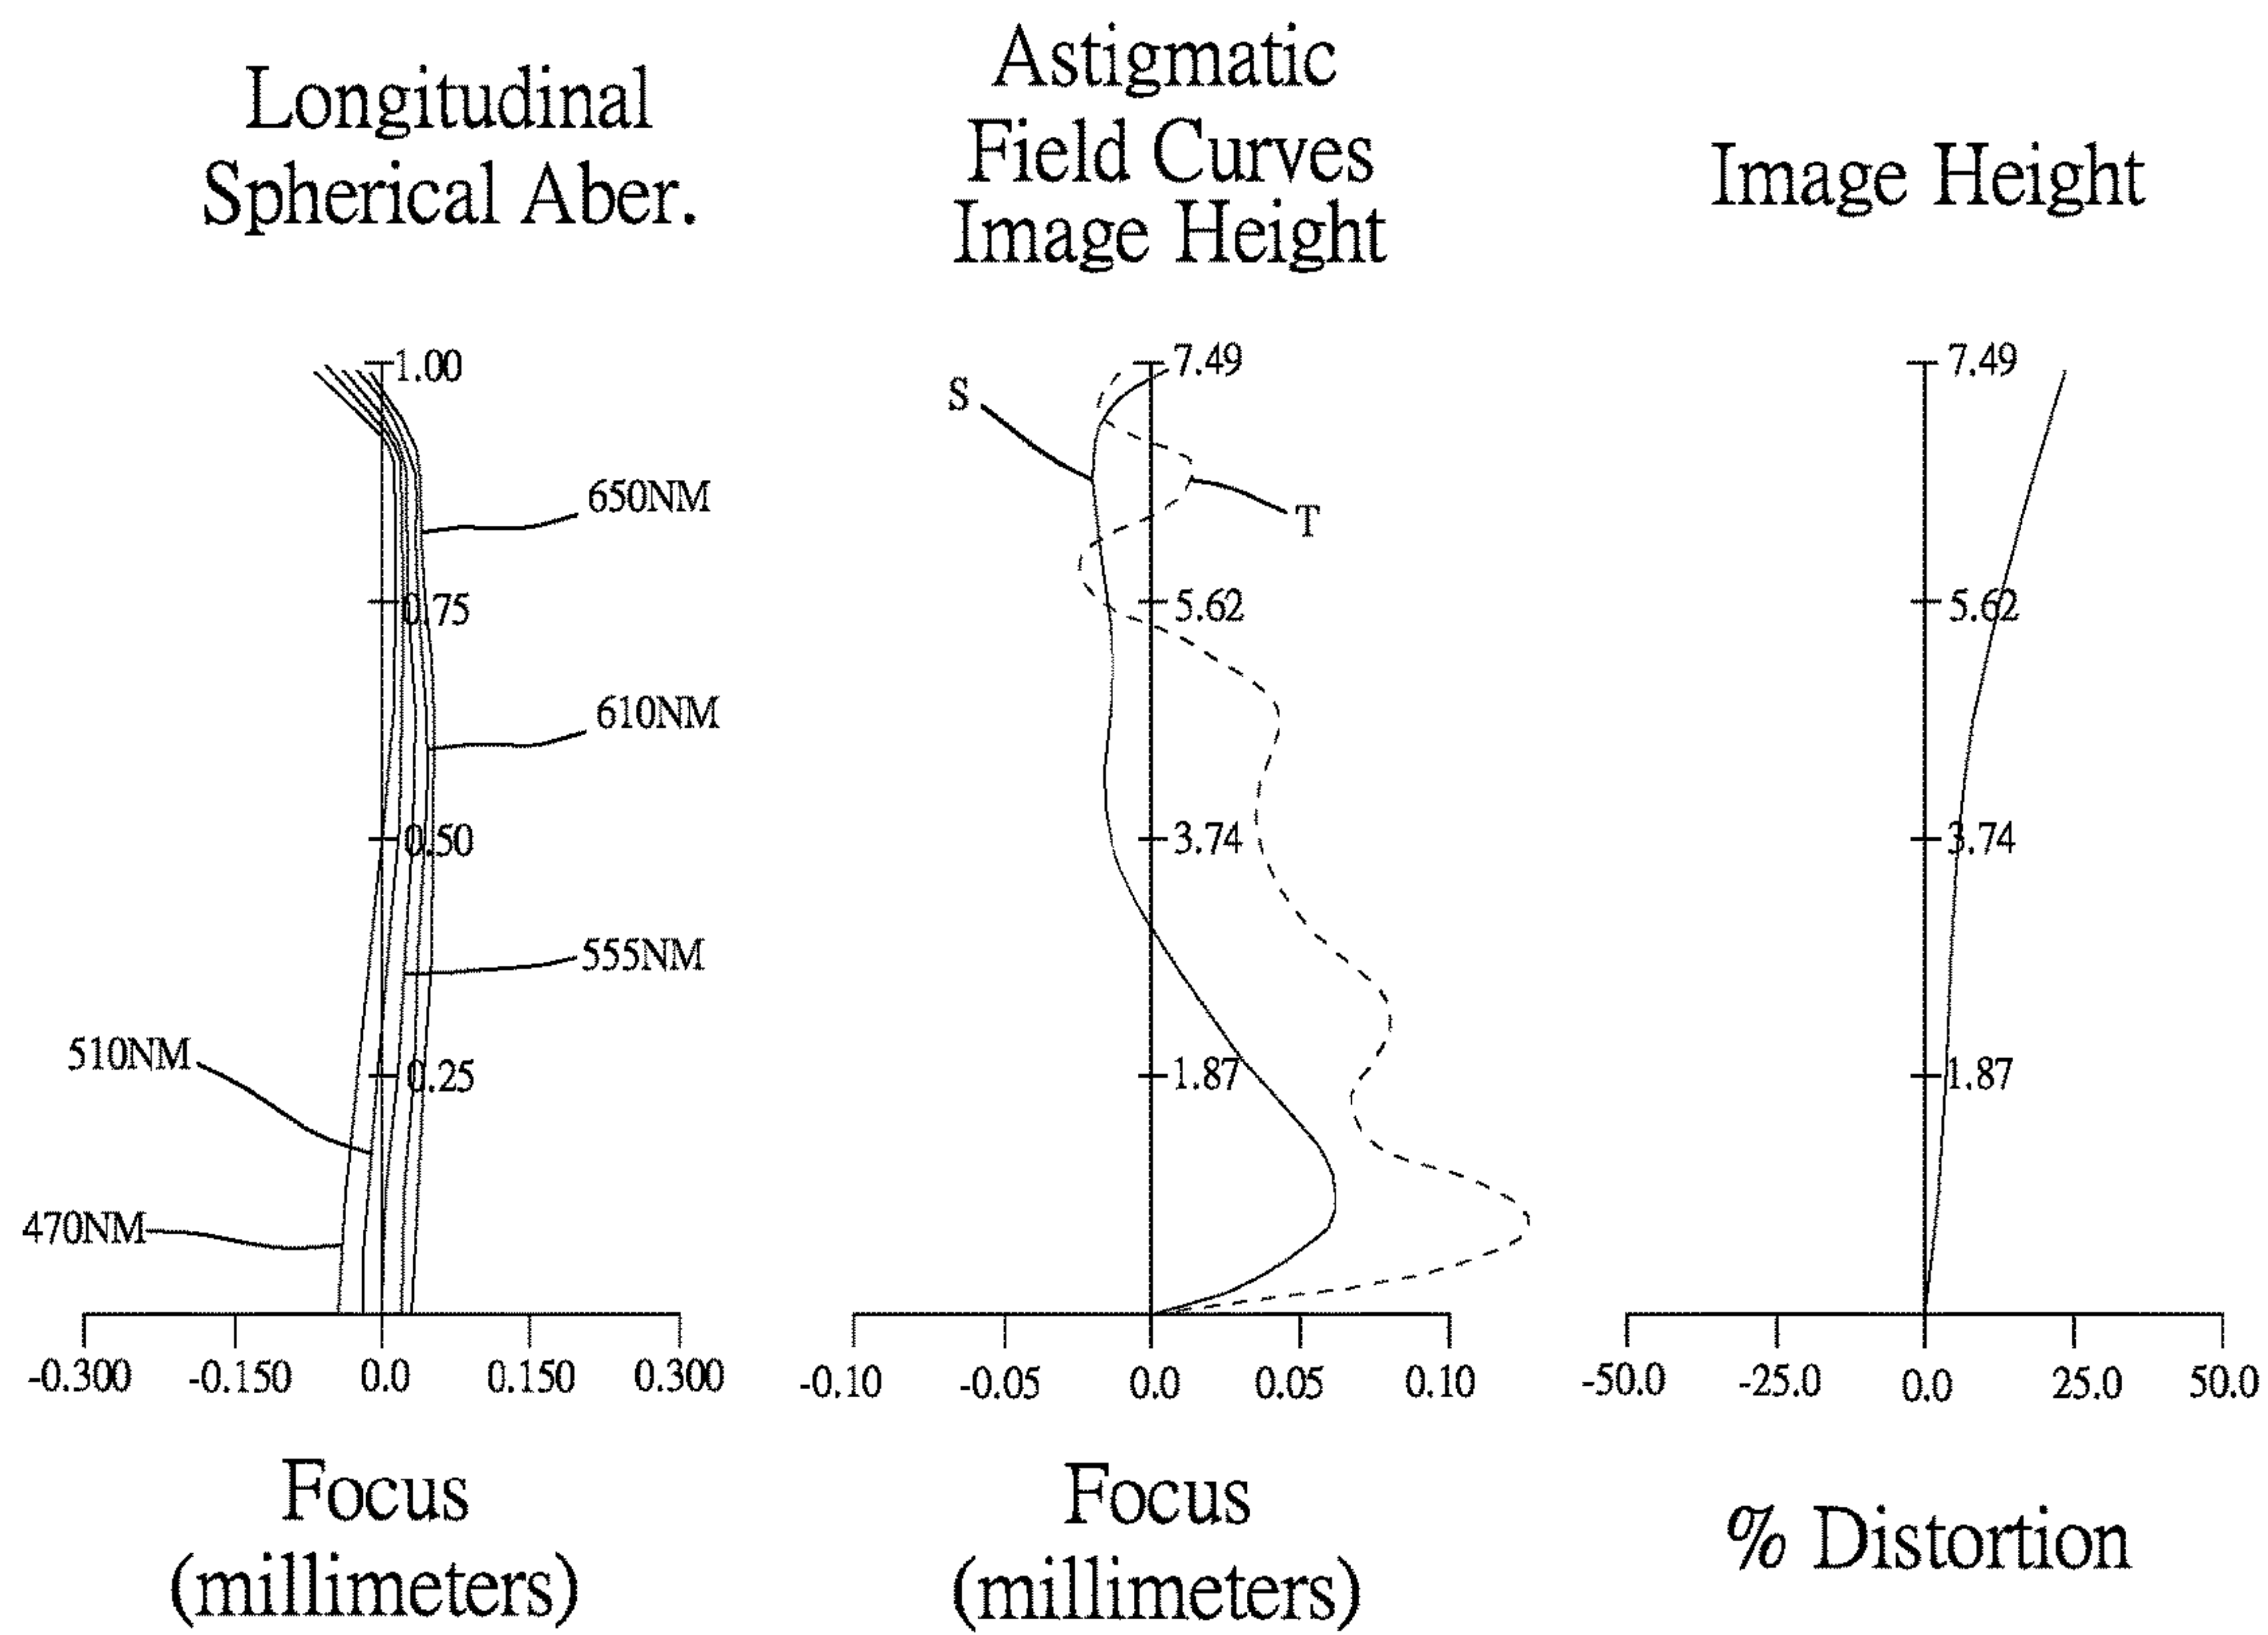 Longitudinal
Spherical Aber.
1.00
650NM
0.75
610NM
0.50
555NM
510NM
0.25
470NM
-0.300 -0.150 0.0 0.150 0.300
Focus
(millimeters)
Astigmatic
Field Curves
Image Height
7.49
S
T
5.62
3.74
1.87
-0.10 -0.05 0.0 0.05 0.10
Focus
(millimeters)
Image Height
7.49
5.62
3.74
1.87
-50.0 -25.0 0.0 25.0 50.0
% Distortion